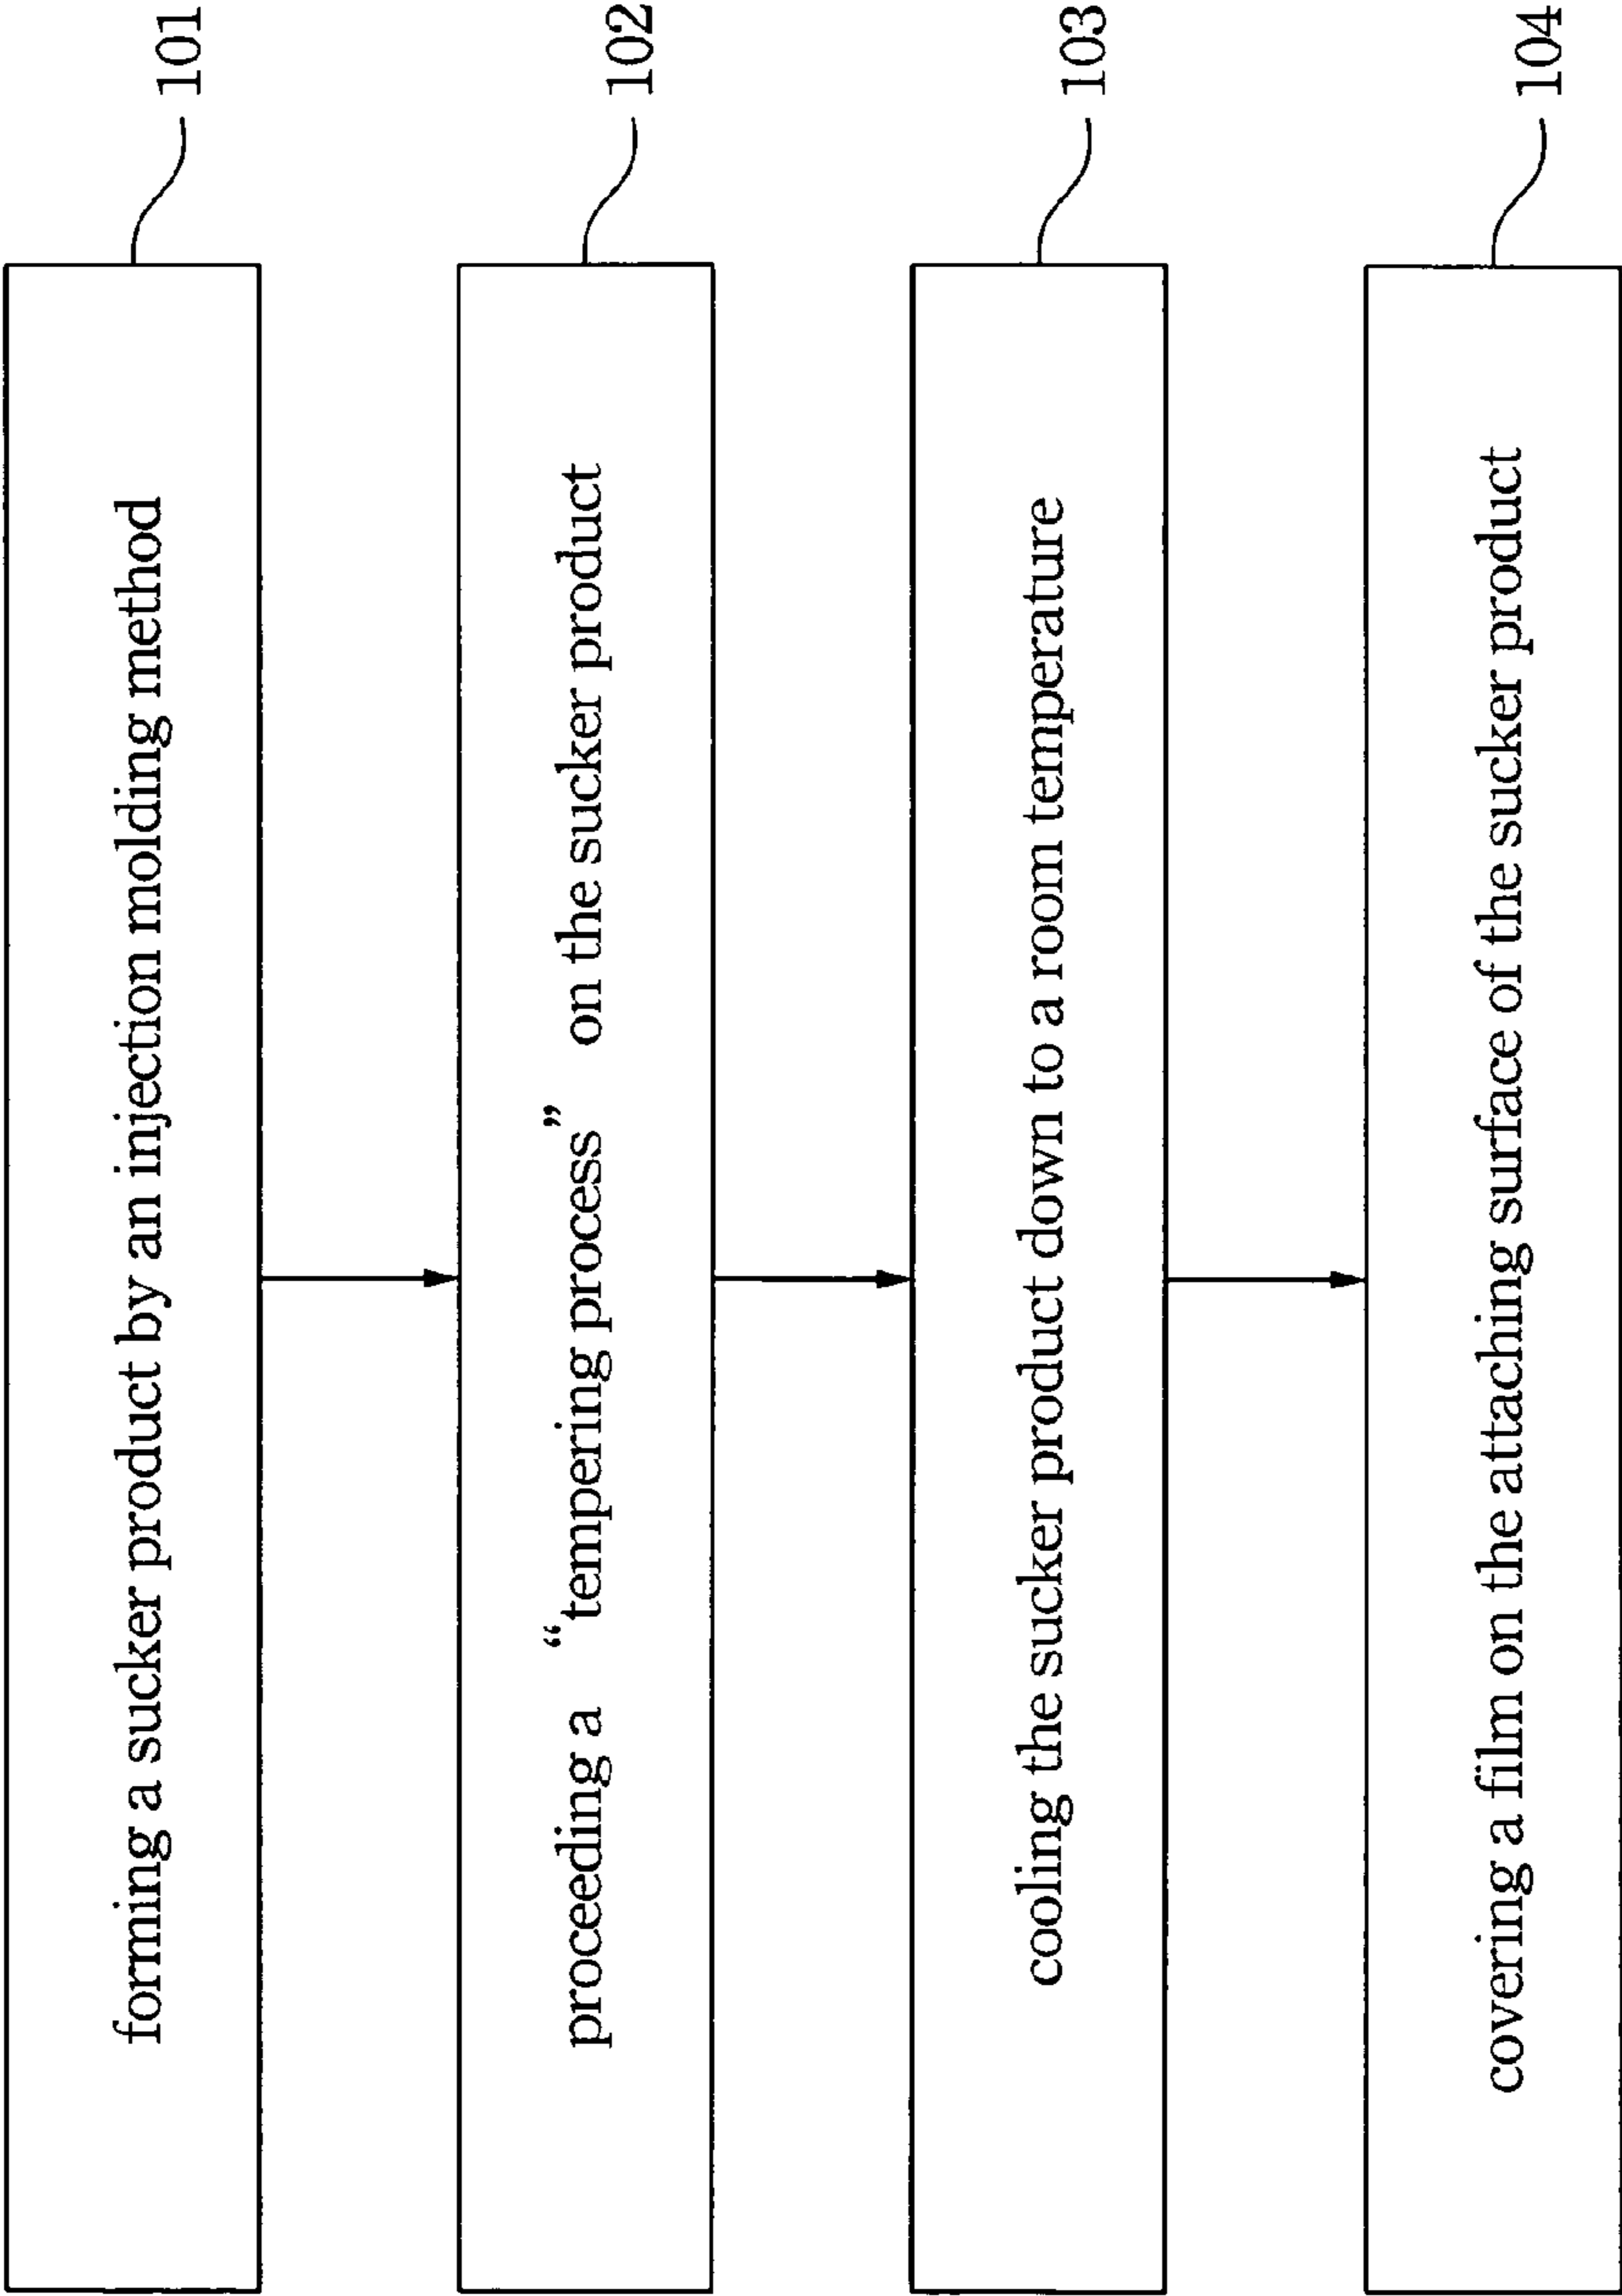 forming a sucker product by an injection molding method
101
proceeding a “tempering process” on the sucker product
102
cooling the sucker product down to a room temperature
103
covering a film on the attaching surface of the sucker product
104